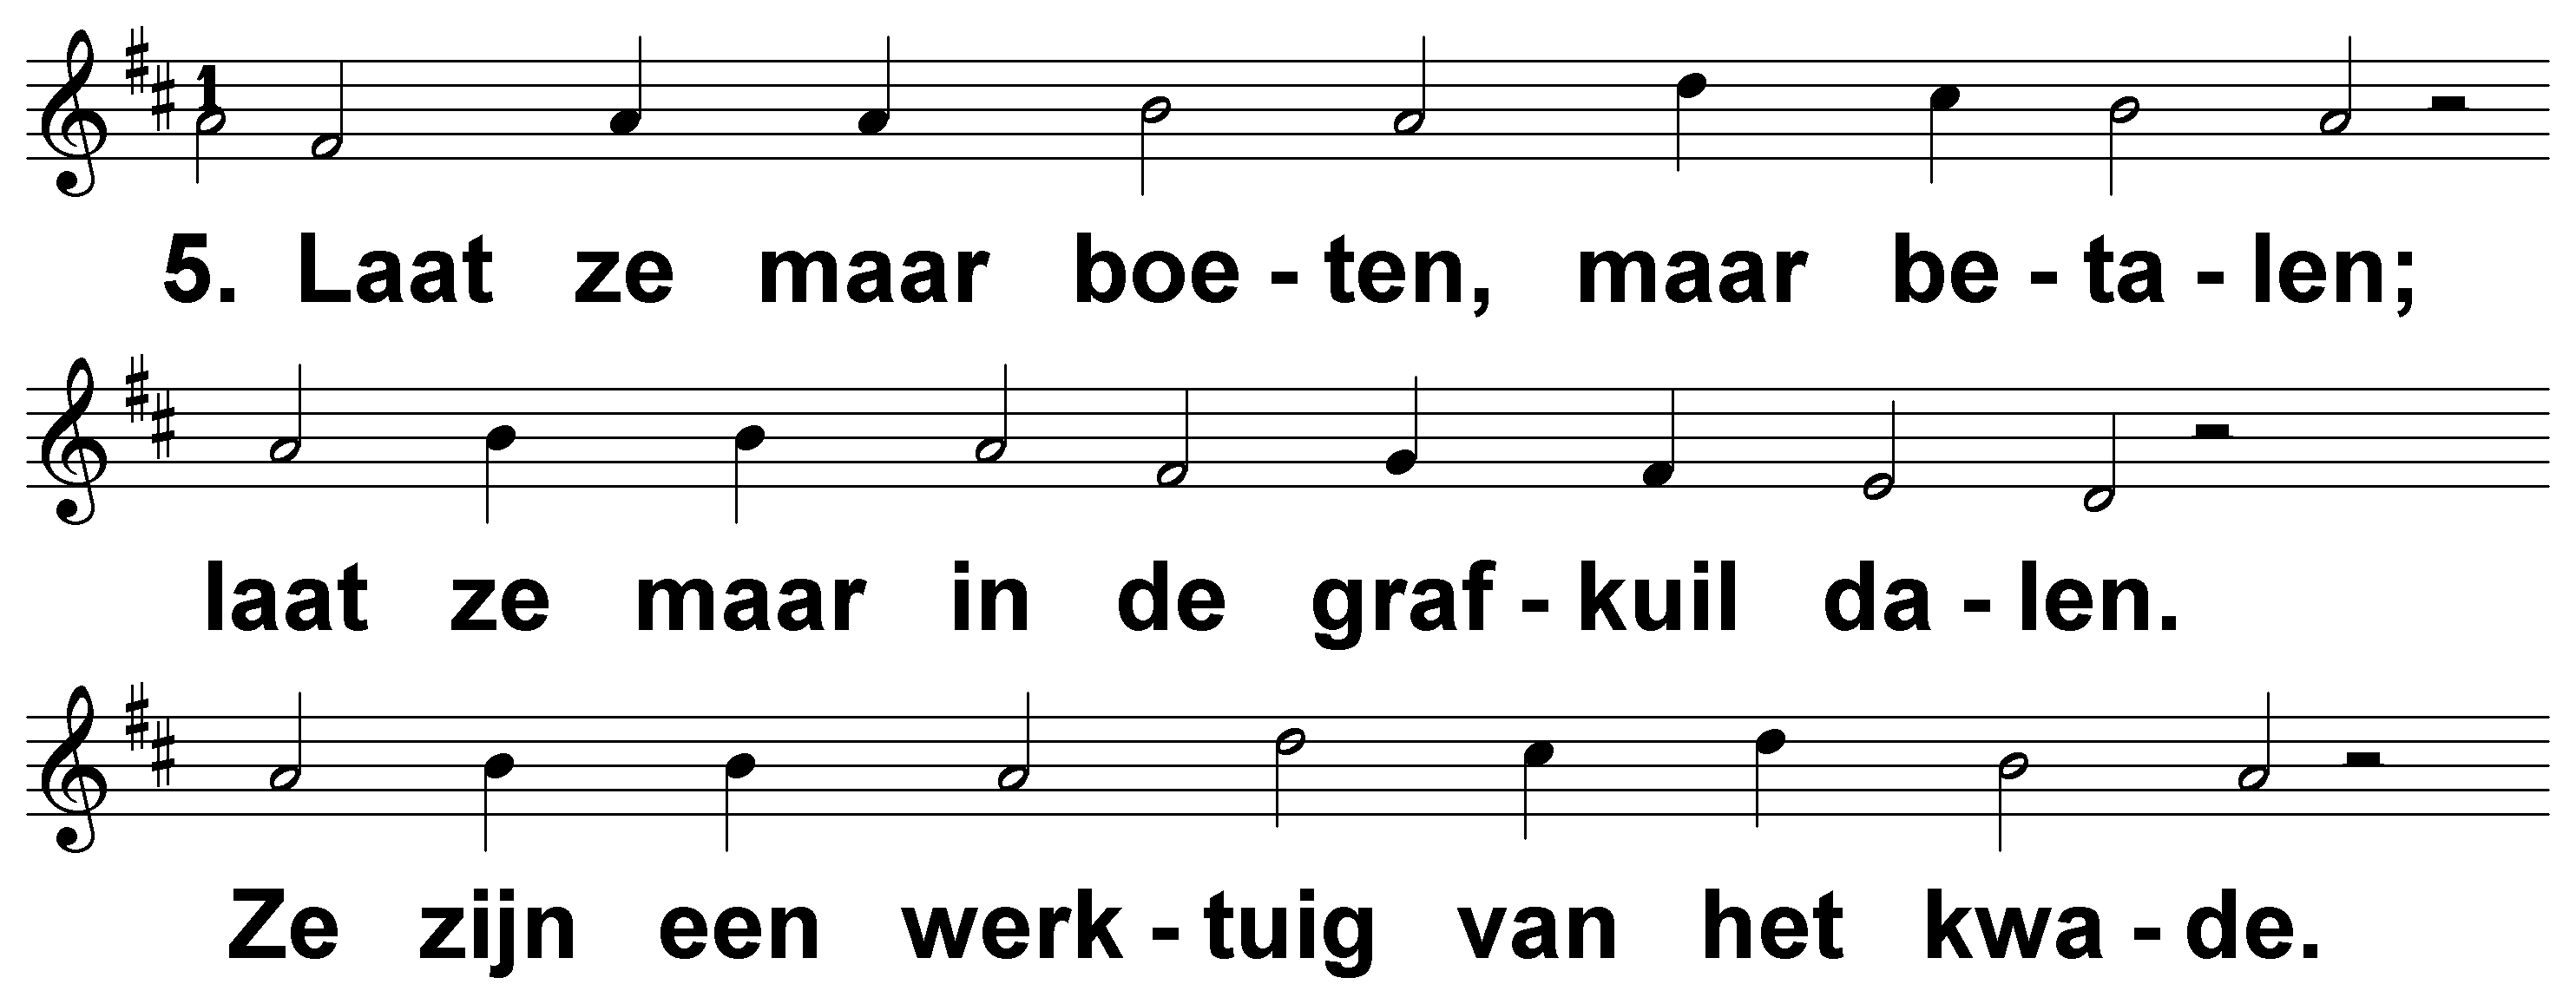 1
5. Laat ze maar boe - ten, maar be - ta - len;
laat ze maar in de graf - kuil da - len.
Ze zijn een werk - tuig van het kwa - de.